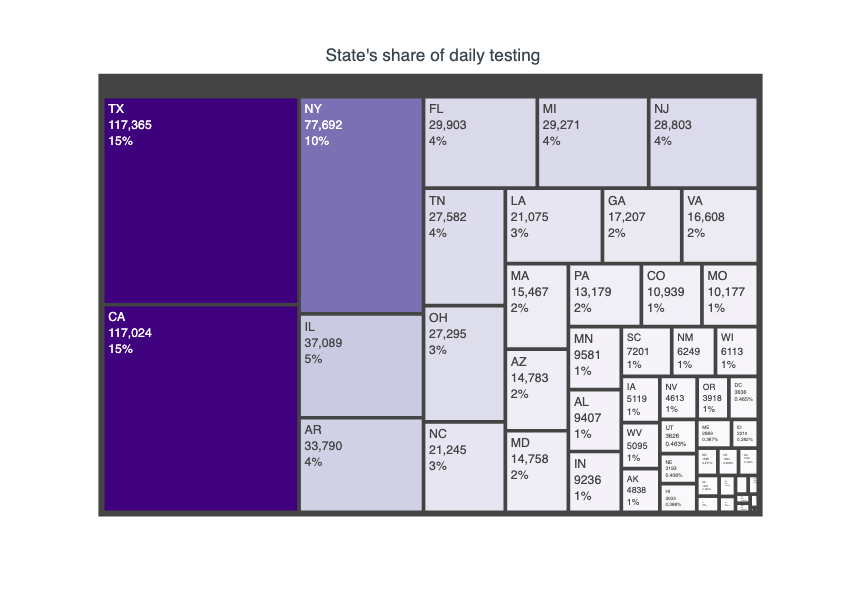 State's share of daily testing
TX
117,365
15%
CA
117,024
15%
NY
77,692
10%
IL
37,089
5%
AR
33,790
4%
FL
29,903
4%
MI
29,271
4%
NJ
28,803
4%
TN
27,582
4%
OH
27,295
3%
NC
21,245
3%
LA
21,075
3%
GA
17,207
2%
VA
16,608
2%
MA
15,467
2%
AZ
14,783
2%
MD
14,758
2%
PA
13,179
2%
CO
10,939
1%
MO
10,177
1%
MN
9581
1%
AL
9407
1%
IN
9236
1%
SC
7201
1%
NM
6249
1%
WI
6113
1%
IA
5119
1%
WV
5095
1%
AK
4838
1%
NV
4613
1%
OR
3918
1%
DC
3636
0.465%
UT
3626
0.463%
NE
3193
0.408%
HI
3033
0.388%
ME
0.367%
ID
2210
0.282%